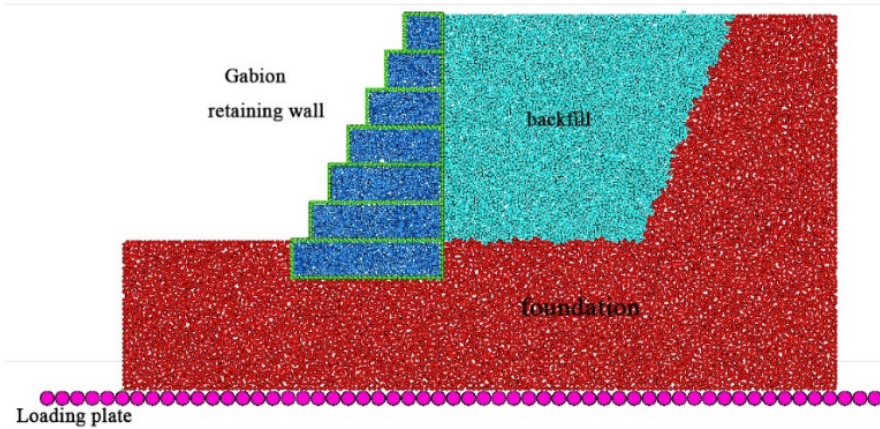 Gabion
retaining wall
backfill
foundation
Loading plate